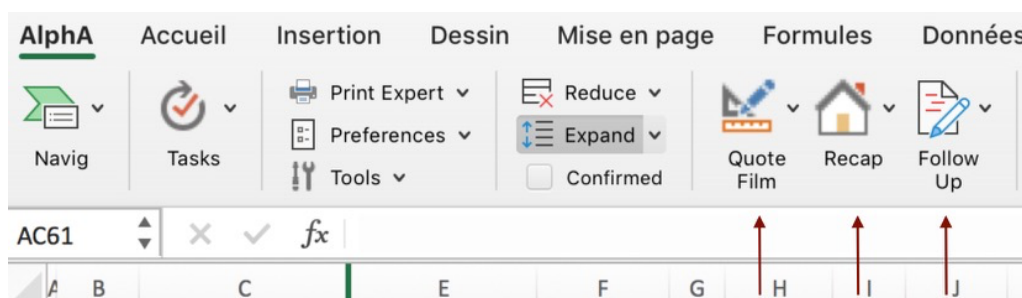 AlphA Accueil Insertion Dessin Mise en page Formules Données
Print Expert Reduce
Preferences Expand
Navig Tasks Tools Confirmed Quote Film Recap Follow Up
AC61 fx
A B C E F G H I J